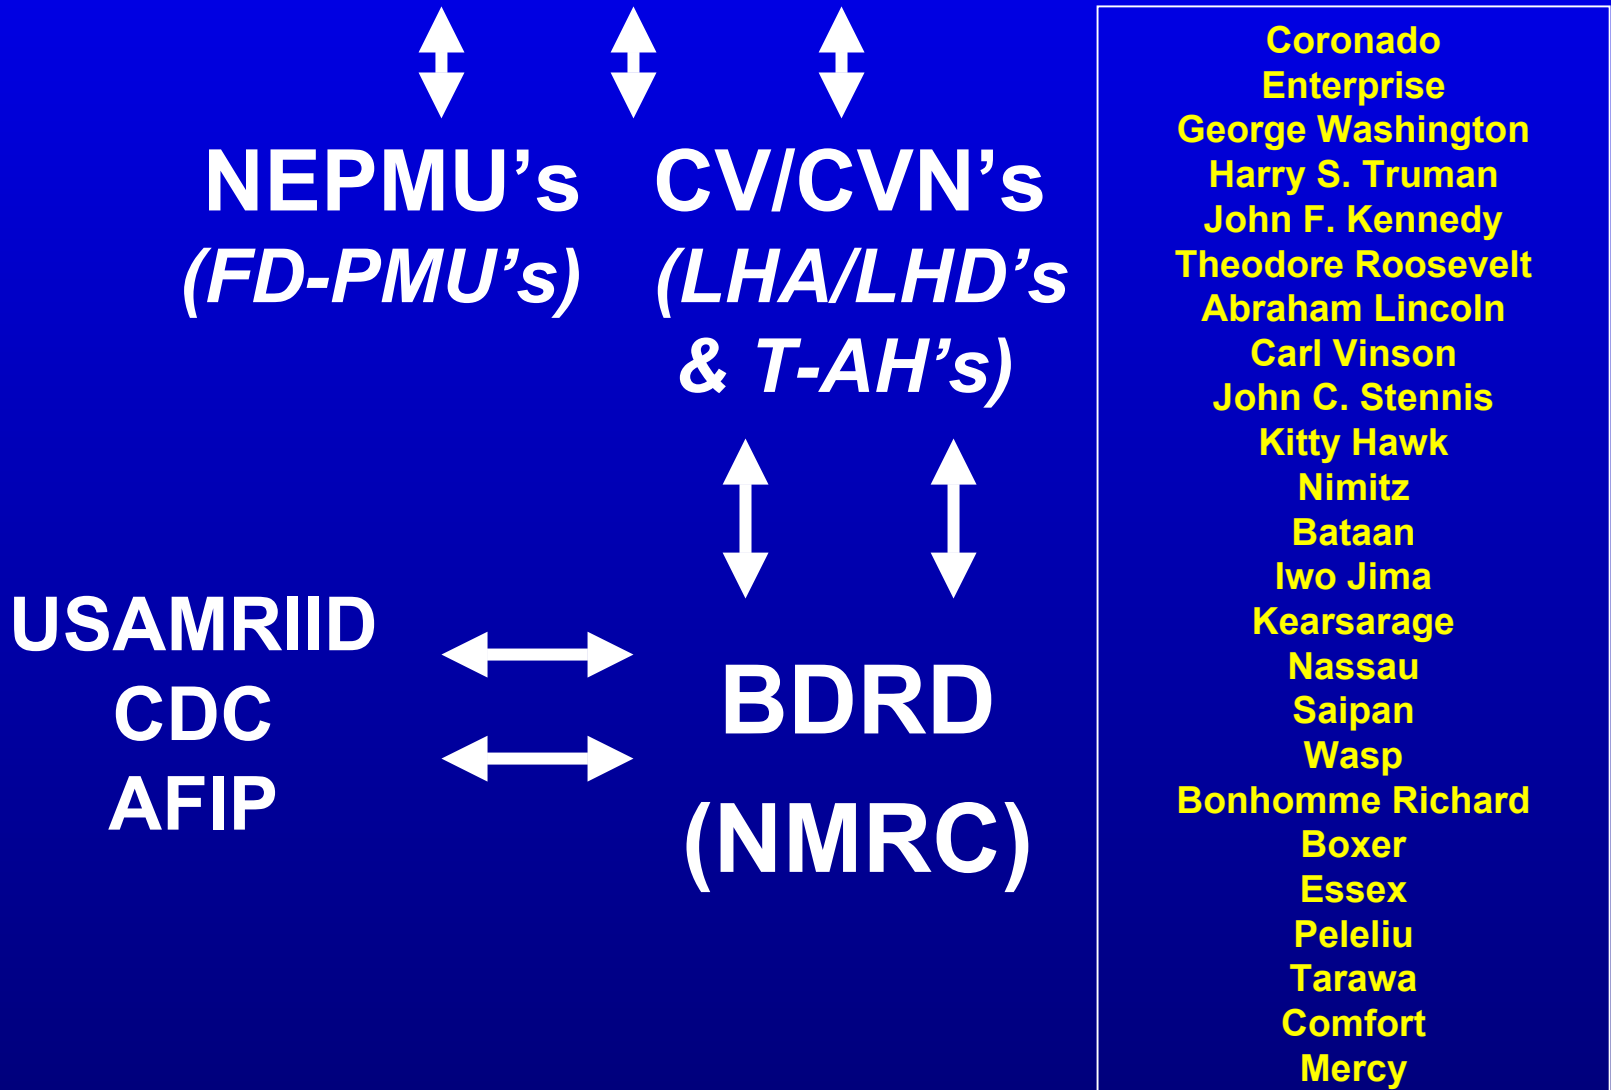 NEPMU’s
(FD-PMU’s)
CV/CVN’s
(LHA/LHD’s
& T-AH’s)
USAMRIID
CDC
AFIP
BDRD
(NMRC)
Coronado
Enterprise
George Washington
Harry S. Truman
John F. Kennedy
Theodore Roosevelt
Abraham Lincoln
Carl Vinson
John C. Stennis
Kitty Hawk
Nimitz
Bataan
Iwo Jima
Kearsarage
Nassau
Saipan
Wasp
Bonhomme Richard
Boxer
Essex
Peleliu
Tarawa
Comfort
Mercy